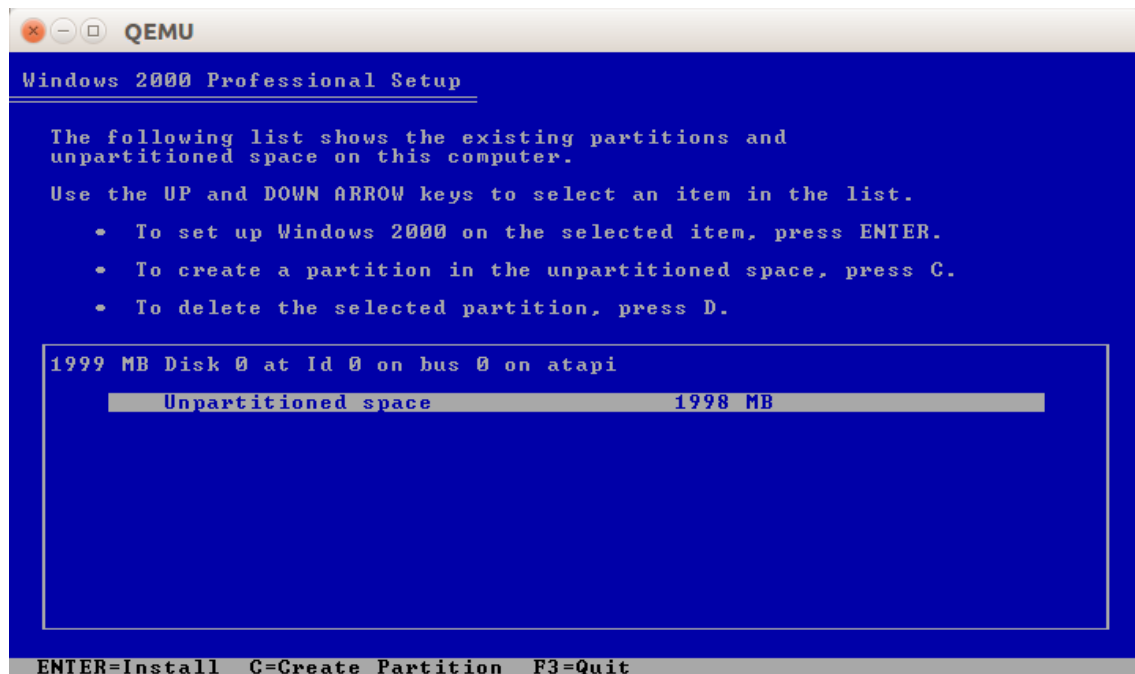 QEMU
Windows 2000 Professional Setup
The following list shows the existing partitions and
unpartitioned space on this computer.
Use the UP and DOWN ARROW keys to select an item in the list.
• To set up Windows 2000 on the selected item, press ENTER.
• To create a partition in the unpartitioned space, press C.
• To delete the selected partition, press D.
1999 MB Disk 0 at Id 0 on bus 0 on atapi
Unpartitioned space 1998 MB
ENTER=Install C=Create Partition F3=Quit